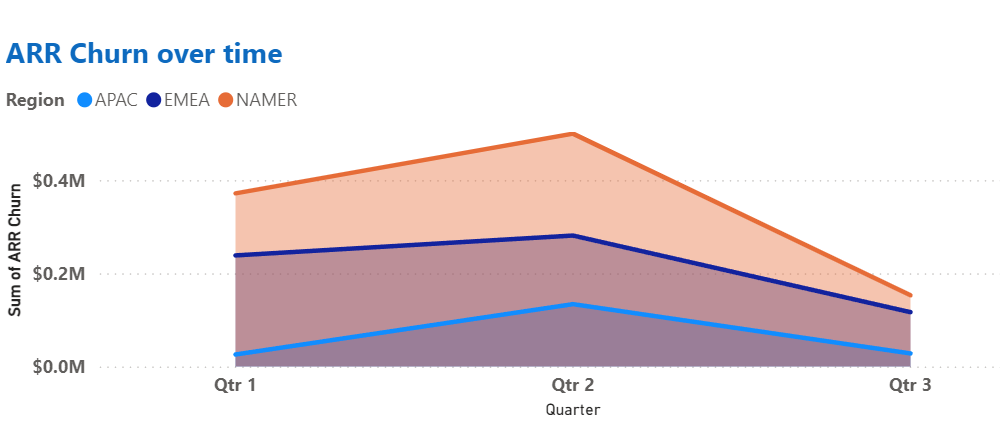 ARR Churn over time
Region APAC EMEA NAMER
Sum of ARR Churn
$0.4M
$0.2M
$0.0M
Qtr 1 Qtr 2 Qtr 3
Quarter